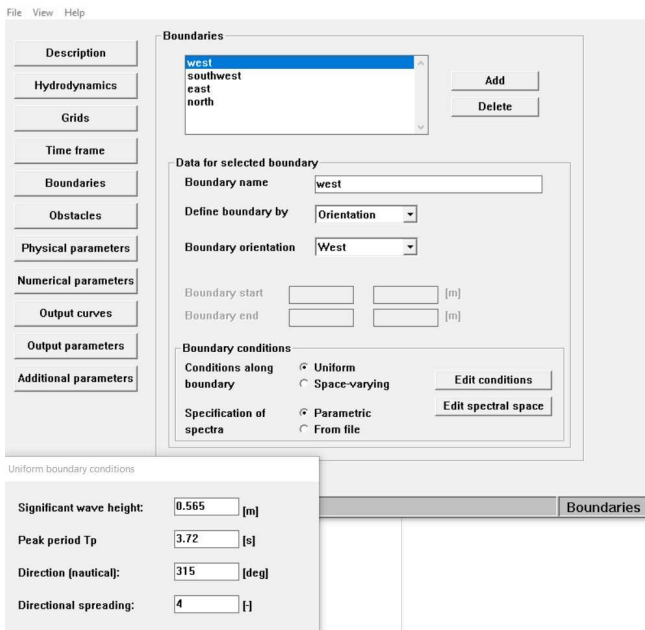 File View Help
Boundaries
Description
Hydrodynamics
Grids
Time frame
Boundaries
Obstacles
Physical parameters
Numerical parameters
Output curves
Output parameters
Additional parameters
west
southwest
east
north
Add
Delete
Data for selected boundary
Boundary name west
Define boundary by Orientation
Boundary orientation West
Boundary start [m]
Boundary end [m]
Boundary conditions
Conditions along boundary
Uniform
Space-varying
Edit conditions
Specification of spectra
Parametric
From file
Edit spectral space
Boundaries
Uniform boundary conditions
Significant wave height: 0.565 [m]
Peak period Tp 3.72 [s]
Direction (nautical): 315 [deg]
Directional spreading: 4 [-]